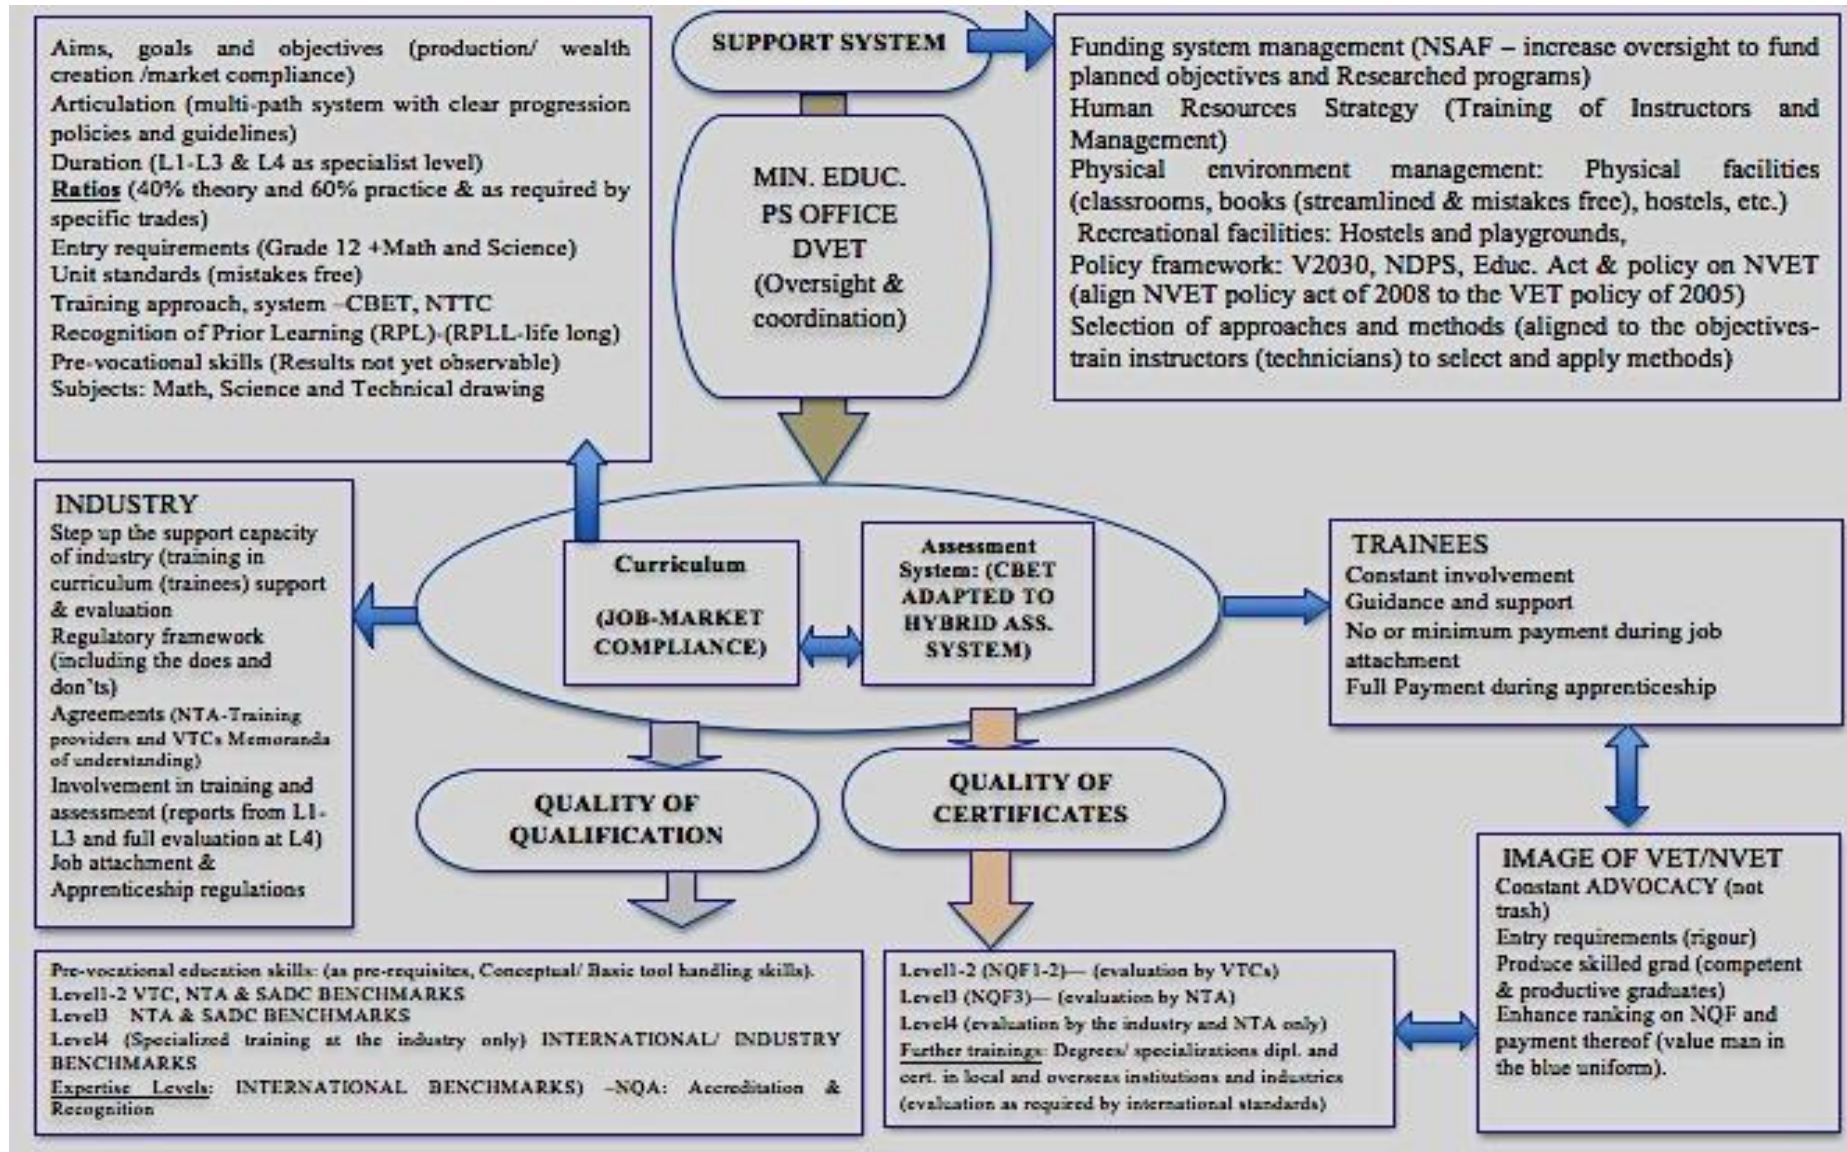 Aims, goals and objectives (production/ wealth
creation /market compliance)
Articulation (multi-path system with clear progression
policies and guidelines)
Duration (L1-L3 & L4 as specialist level)
Ratios (40% theory and 60% practice & as required by
specific trades)
Entry requirements (Grade 12 +Math and Science)
Unit standards (mistakes free)
Training approach, system –CBET, NTTC
Recognition of Prior Learning (RPL)-(RPLL-life long)
Pre-vocational skills (Results not yet observable)
Subjects: Math, Science and Technical drawing
SUPPORT SYSTEM
MIN. EDUC.
PS OFFICE
DVET
(Oversight &
coordination)
Funding system management (NSAF – increase oversight to fund
planned objectives and Researched programs)
Human Resources Strategy (Training of Instructors and
Management)
Physical environment management: Physical facilities
(classrooms, books (streamlined & mistakes free), hostels, etc.)
Recreational facilities: Hostels and playgrounds,
Policy framework: V2030, NDPS, Educ. Act & policy on NVET
(align NVET policy act of 2008 to the VET policy of 2005)
Selection of approaches and methods (aligned to the objectives-
train instructors (technicians) to select and apply methods)
INDUSTRY
Step up the support capacity
of industry (training in
curriculum (trainees) support
& evaluation
Regulatory framework
(including the does and
don'ts)
Agreements (NTA-Training
providers and VTCs Memoranda
of understanding)
Involvement in training and
assessment (reports from L1-
L3 and full evaluation at L4)
Job attachment &
Apprenticeship regulations
Curriculum
(JOB-MARKET
COMPLIANCE)
Assessment
System: (CBET
ADAPTED TO
HYBRID ASS.
SYSTEM)
TRAINEES
Constant involvement
Guidance and support
No or minimum payment during job
attachment
Full Payment during apprenticeship
QUALITY OF
QUALIFICATION
QUALITY OF
CERTIFICATES
IMAGE OF VET/NVET
Constant ADVOCACY (not
trash)
Entry requirements (rigour)
Produce skilled grad (competent
& productive graduates)
Enhance ranking on NQF and
payment thereof (value man in
the blue uniform).
Pre-vocational education skills: (as pre-requisites, Conceptual/ Basic tool handling skills).
Level1-2 VTC, NTA & SADC BENCHMARKS
Level3 NTA & SADC BENCHMARKS
Level4 (Specialized training at the industry only) INTERNATIONAL/ INDUSTRY
BENCHMARKS
Expertise Levels: INTERNATIONAL BENCHMARKS) –NQA: Accreditation &
Recognition
Level1-2 (NQF1-2)— (evaluation by VTCs)
Level3 (NQF3)— (evaluation by NTA)
Level4 (evaluation by the industry and NTA only)
Further trainings: Degrees/ specializations dipl. and
cert. in local and overseas institutions and industries
(evaluation as required by international standards)